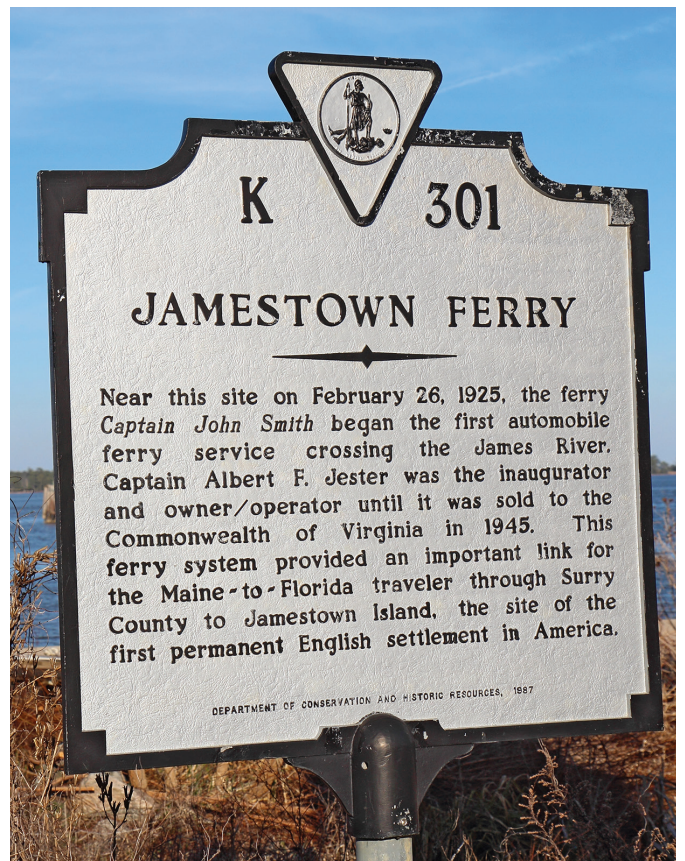 K 301
JAMESTOWN FERRY
Near this site on February 26, 1925, the ferry
Captain John Smith began the first automobile
ferry service crossing the James River.
Captain Albert F. Jester was the inaugurator
and owner/operator until it was sold to the
Commonwealth of Virginia in 1945. This
ferry system provided an important link for
the Maine-to-Florida traveler through Surry
County to Jamestown Island, the site of the
first permanent English settlement in America.
DEPARTMENT OF CONSERVATION AND HISTORIC RESOURCES, 1987